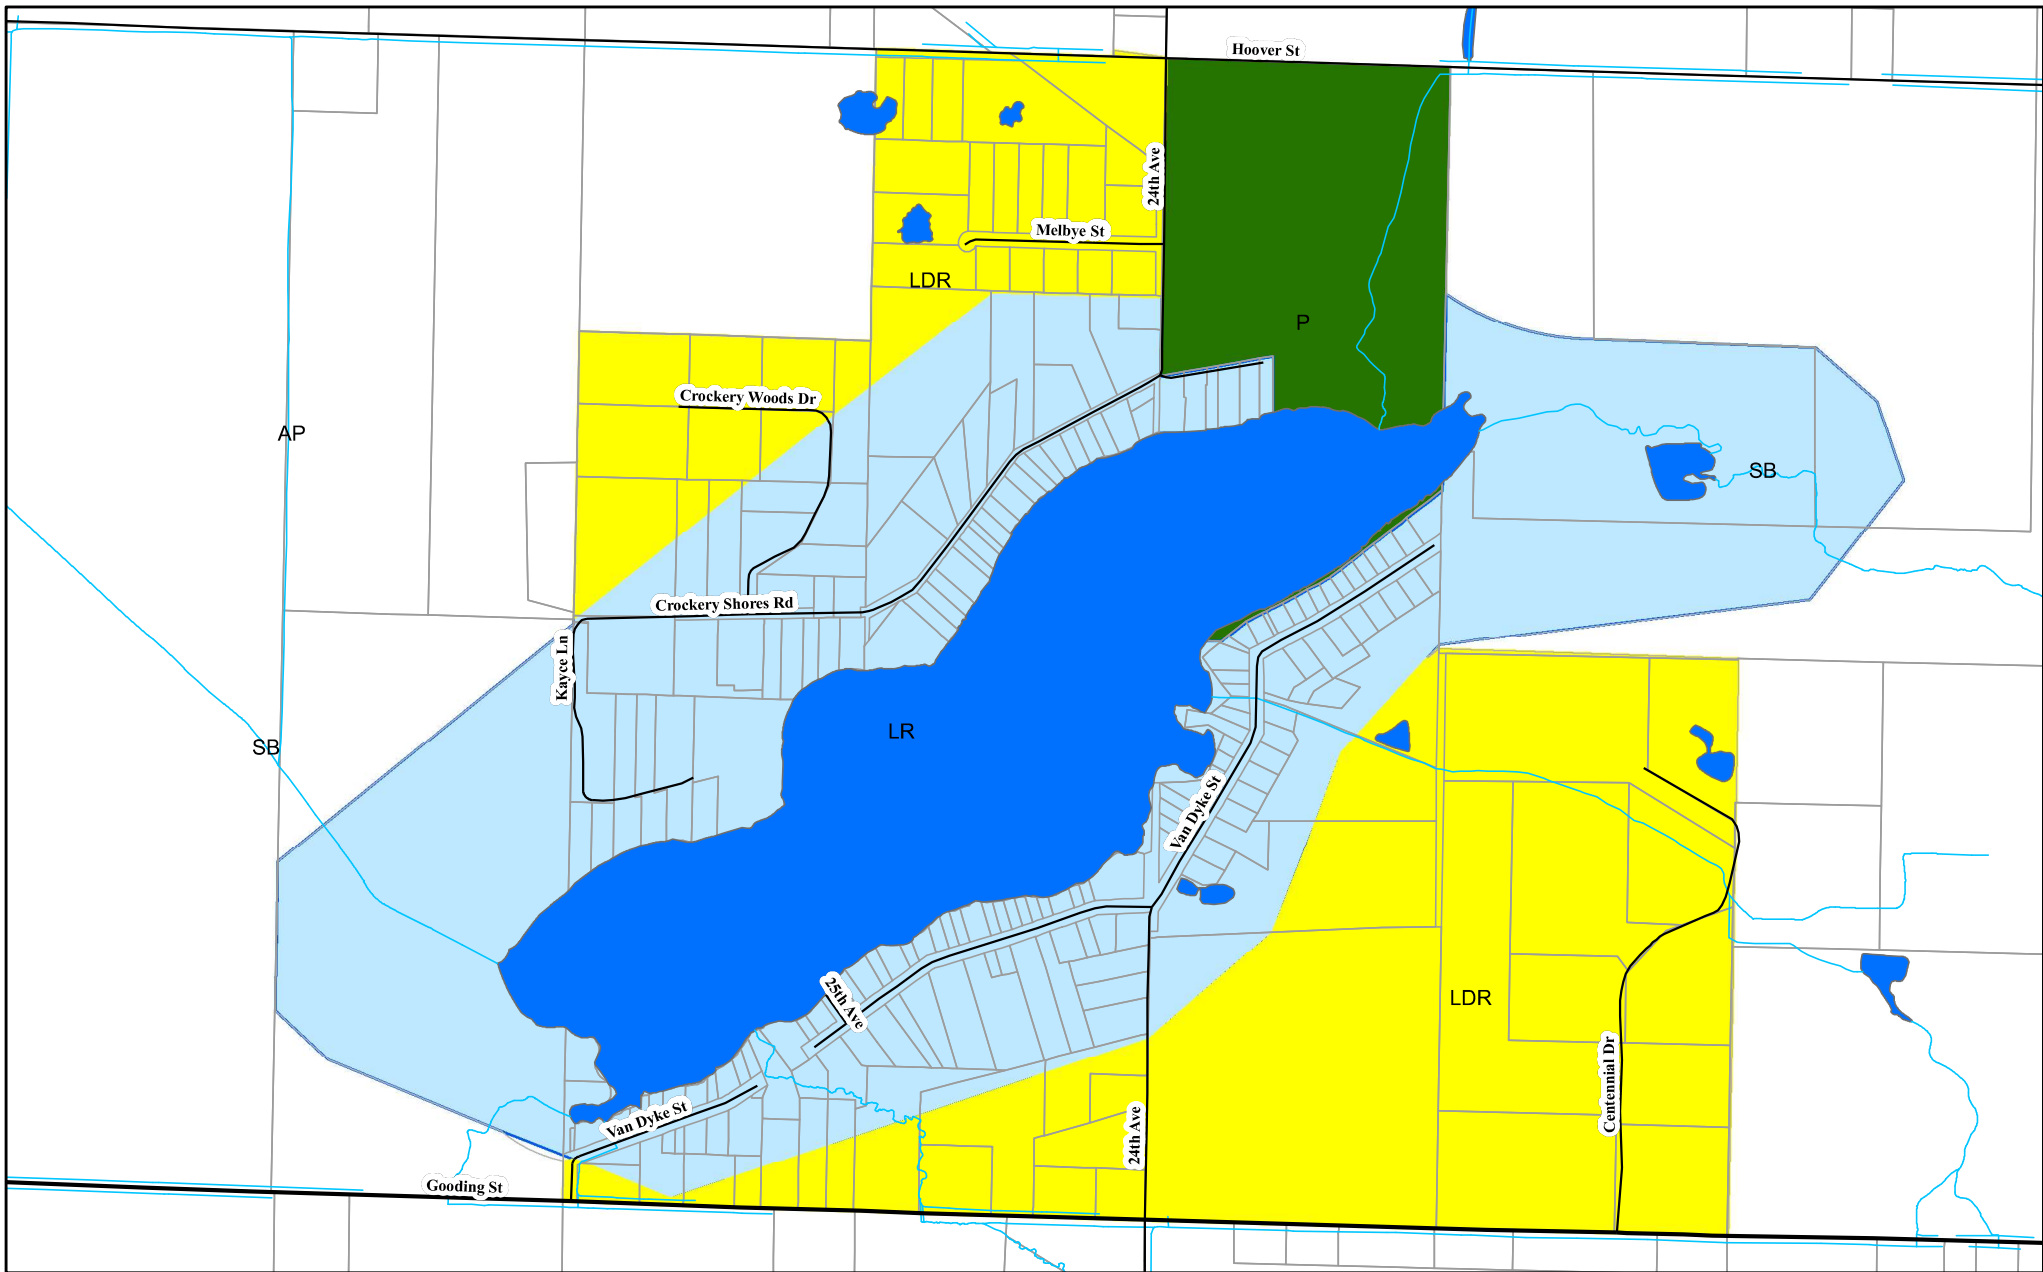 Hoover St
24th Ave
Melbye St
LDR
P
Crockery Woods Dr
AP
SB
Crockery Shores Rd
Kayce Ln
LR
SB
Van Dyke St
LDR
25th Ave
Centennial Dr
Van Dyke St
24th Ave
Gooding St